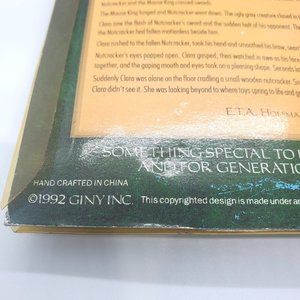 Nutcracker and the Mouse King crossed swords.
The Mouse King lunged and Nutcracker went down. The ugly grey creature closed
Clara saw the flash of Nutcracker's sword and the sudden halt of his opponent. The
the Nutcracker had fallen motionless beside him.
Clara rushed to the fallen Nutcracker, took his hand and smoothed his brow,
Nutcracker's eyes popped open. Clara gasped, then watched in awe as his face
together, and the gaping mouth and eyes took on a pleasing shape. Seconds
Suddenly Clara was alone on the floor cradling a small wooden nutcracker. She
Clara didn't see it. She was looking beyond to where toys spring to life and where
E.T.A. HOFFMA
SOMETHING SPECIAL TO
AND FOR GENERATIO
HAND CRAFTED IN CHINA
©1992 GINY INC. This copyrighted design is made under an